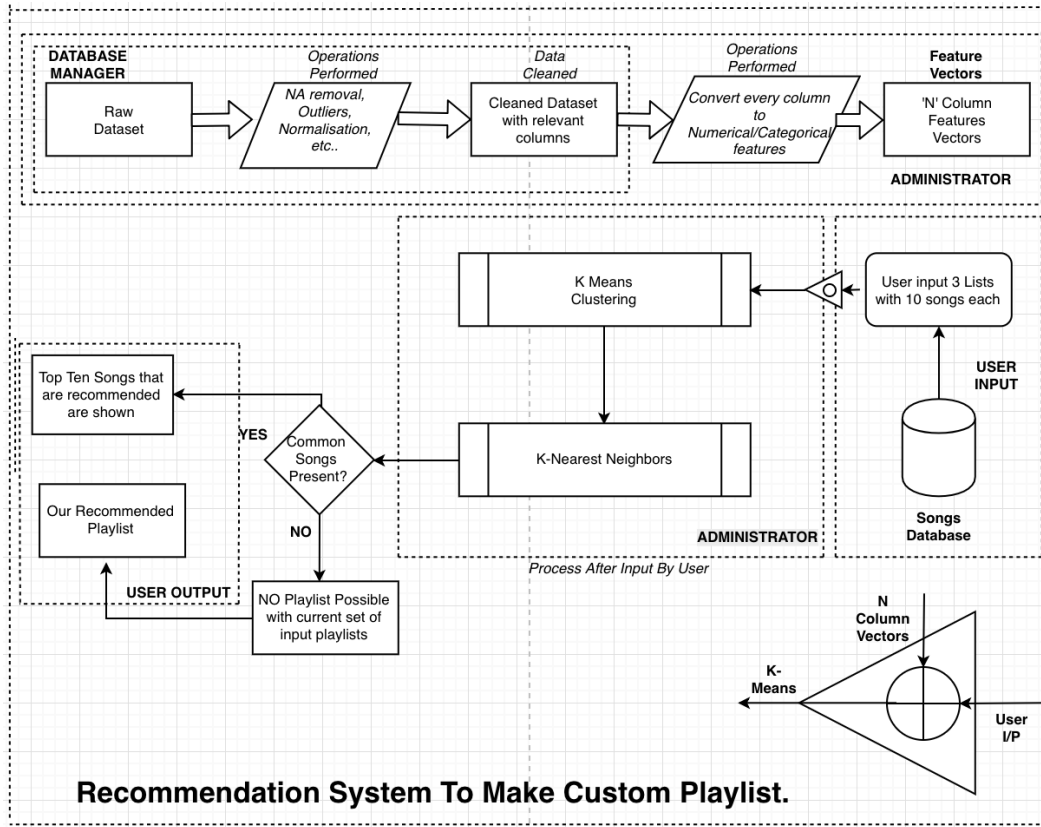 DATABASE
MANAGER
Raw
Dataset
Operations
Performed
NA removal,
Outliers,
Normalisation,
etc..
Data
Cleaned
Cleaned Dataset
with relevant
columns
Operations
Performed
Convert every column
to
Numerical/Categorical
features
Feature
Vectors
'N' Column
Features
Vectors
ADMINISTRATOR
K Means
Clustering
User input 3 Lists
with 10 songs each
USER
INPUT
Songs
Database
K-Nearest Neighbors
ADMINISTRATOR
Process After Input By User
Common
Songs
Present?
YES
NO
Top Ten Songs that
are recommended
are shown
Our Recommended
Playlist
USER OUTPUT
NO Playlist Possible
with current set of
input playlists
N
Column
Vectors
K-
Means
User
I/P
Recommendation System To Make Custom Playlist.